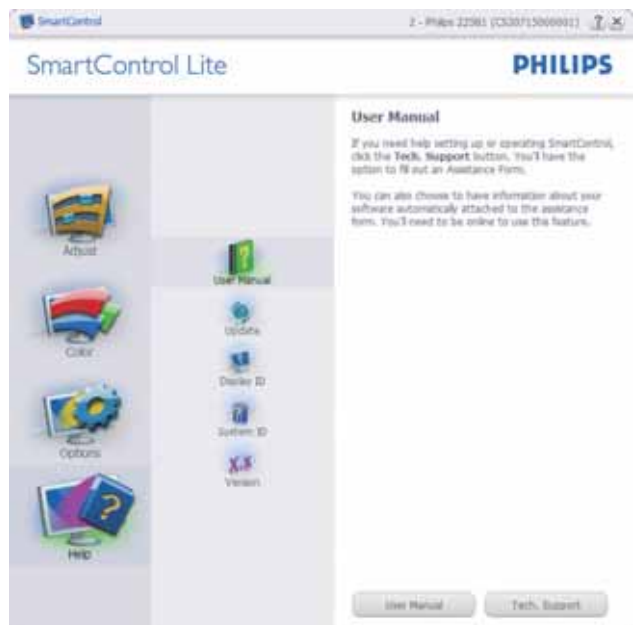 SmartControl
2 - Philips 225B1 (CS207150000001) ? X
SmartControl Lite
PHILIPS
User Manual
If you need help setting up or operating SmartControl,
click the Tech. Support button. You'll have the
option to fill out an Assistance Form.
You can also choose to have information about your
software automatically attached to the assistance
form. You'll need to be online to use this feature.
Adjust
User Manual
Update
Color
Display ID
System ID
Options
Version
Help
User Manual
Tech. Support